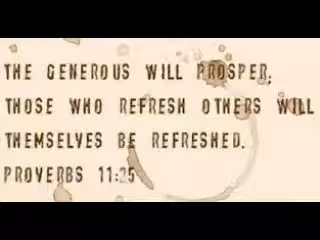 THE GENEROUS WILL PROSPER;
THOSE WHO REFRESH OTHERS WILL
THEMSELVES BE REFRESHED.
PROVERBS 11:25